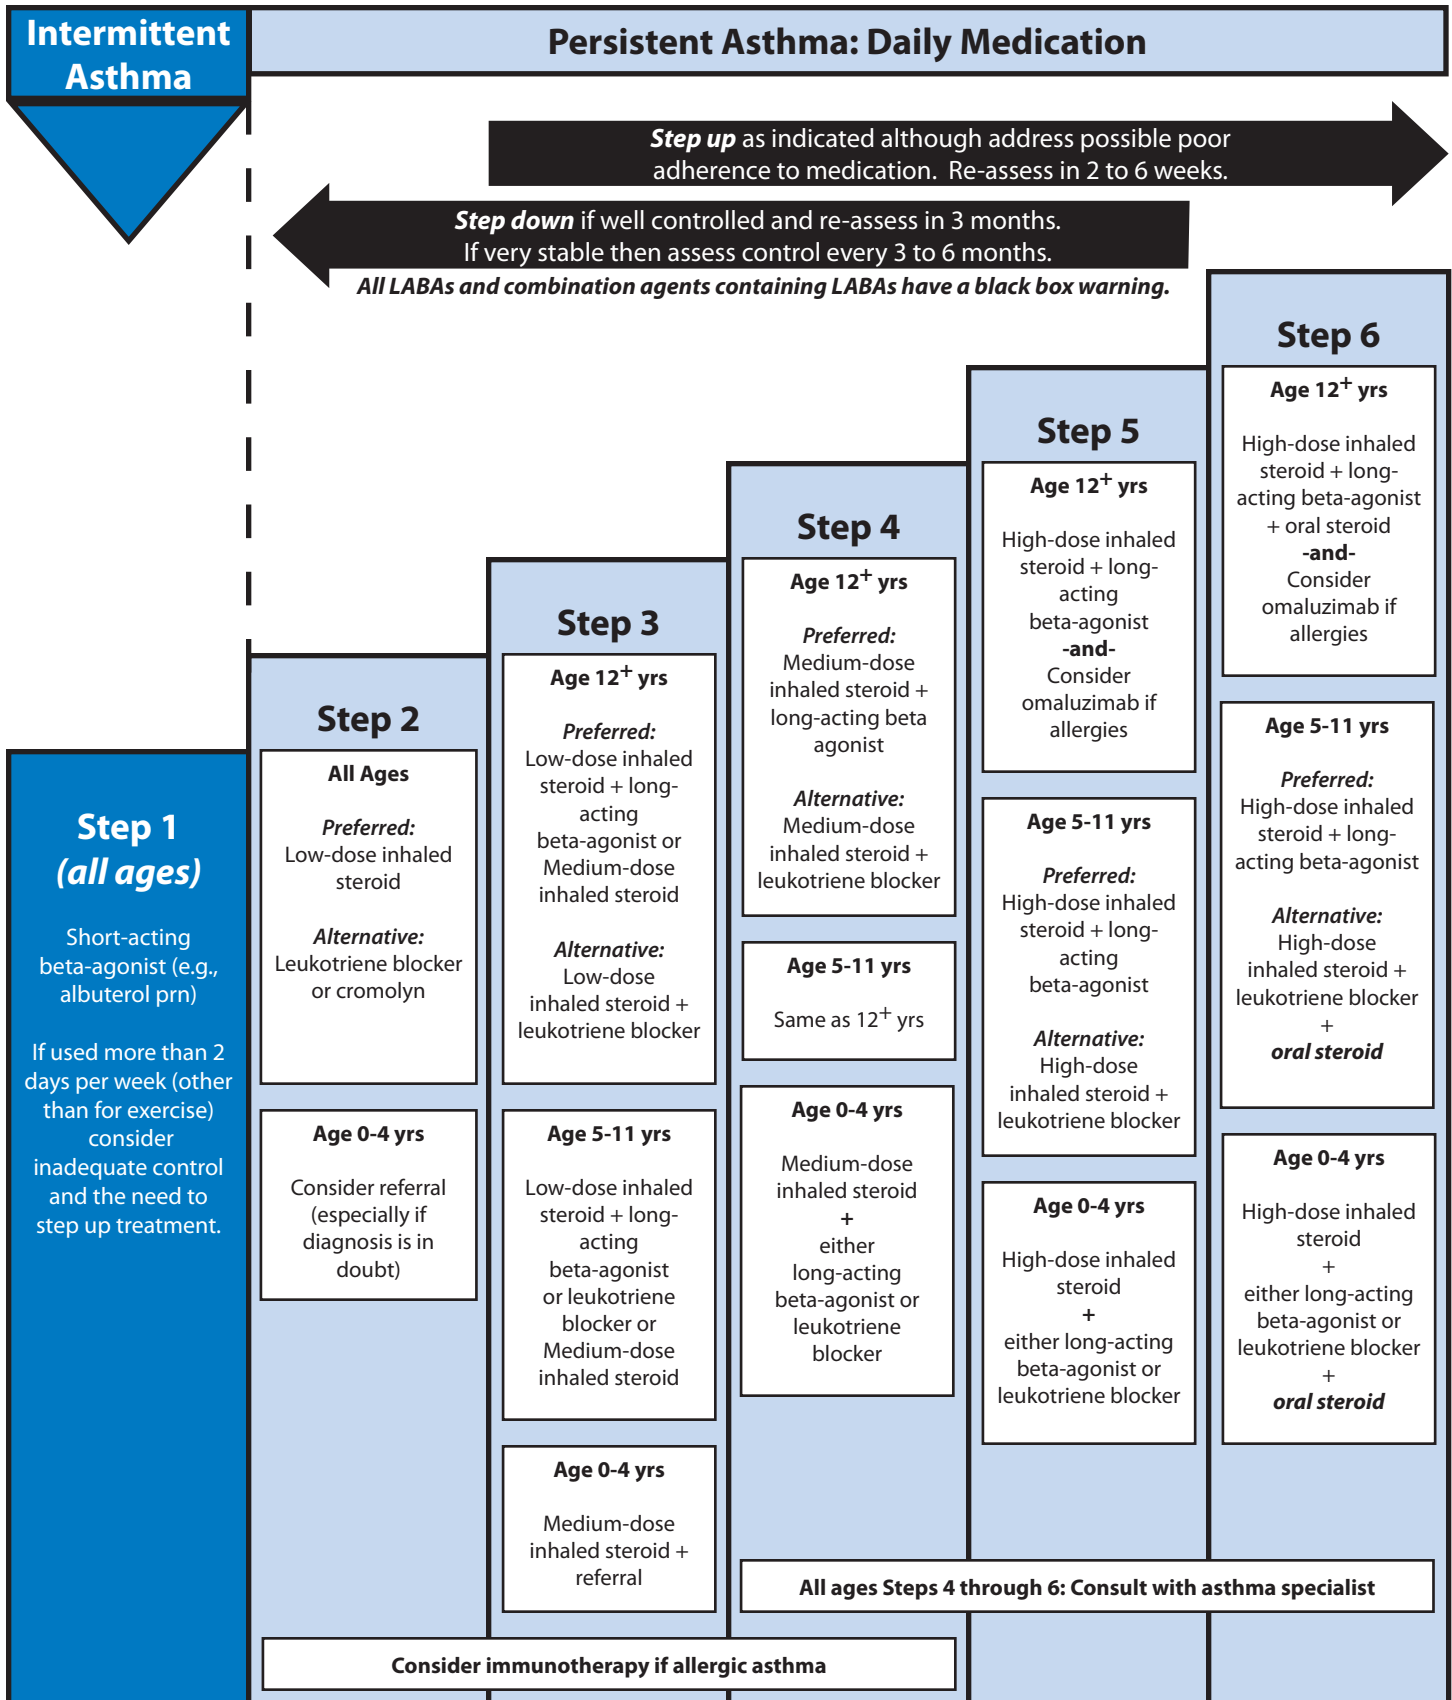 Intermittent
Asthma
Persistent Asthma: Daily Medication
Step up as indicated although address possible poor
adherence to medication. Re-assess in 2 to 6 weeks.
Step down if well controlled and re-assess in 3 months.
If very stable then assess control every 3 to 6 months.
All LABAs and combination agents containing LABAs have a black box warning.
Step 1
(all ages)
Short-acting
beta-agonist (e.g.,
albuterol prn)
If used more than 2
days per week (other
than for exercise)
consider
inadequate control
and the need to
step up treatment.
Step 2
All Ages
Preferred:
Low-dose inhaled
steroid
Alternative:
Leukotriene blocker
or cromolyn
Age 0-4 yrs
Consider referral
(especially if
diagnosis is in
doubt)
Step 3
Age 12+ yrs
Preferred:
Low-dose inhaled
steroid + long-
acting
beta-agonist or
Medium-dose
inhaled steroid
Alternative:
Low-dose
inhaled steroid +
leukotriene blocker
Age 5-11 yrs
Low-dose inhaled
steroid + long-
acting
beta-agonist
or leukotriene
blocker or
Medium-dose
inhaled steroid
Age 0-4 yrs
Medium-dose
inhaled steroid +
referral
Step 4
Age 12+ yrs
Preferred:
Medium-dose
inhaled steroid +
long-acting beta
agonist
Alternative:
Medium-dose
inhaled steroid +
leukotriene blocker
Age 5-11 yrs
Same as 12+ yrs
Age 0-4 yrs
Medium-dose
inhaled steroid
+
either
long-acting
beta-agonist or
leukotriene
blocker
Step 5
Age 12+ yrs
High-dose inhaled
steroid + long-
acting
beta-agonist
-and-
Consider
omaluzimab if
allergies
Age 5-11 yrs
Preferred:
High-dose inhaled
steroid + long-
acting
beta-agonist
Alternative:
High-dose
inhaled steroid +
leukotriene blocker
Age 0-4 yrs
High-dose inhaled
steroid
+
either long-acting
beta-agonist or
leukotriene blocker
Step 6
Age 12+ yrs
High-dose inhaled
steroid + long-
acting beta-agonist
+ oral steroid
-and-
Consider
omaluzimab if
allergies
Age 5-11 yrs
Preferred:
High-dose inhaled
steroid + long-
acting beta-agonist
Alternative:
High-dose
inhaled steroid +
leukotriene blocker
+
oral steroid
Age 0-4 yrs
High-dose inhaled
steroid
+
either long-acting
beta-agonist or
leukotriene blocker
+
oral steroid
All ages Steps 4 through 6: Consult with asthma specialist
Consider immunotherapy if allergic asthma